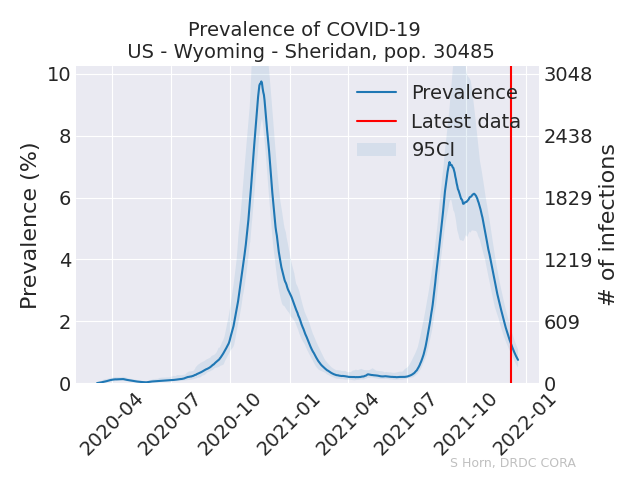 Prevalence of COVID-19
US - Wyoming - Sheridan, pop. 30485
Prevalence (%)
10
8
6
4
2
0
3048
2438
1829
1219
609
0
# of infections
Prevalence
Latest data
95CI
2020-04
2020-07
2020-10
2021-01
2021-04
2021-07
2021-10
2022-01
S Horn, DRDC CORA